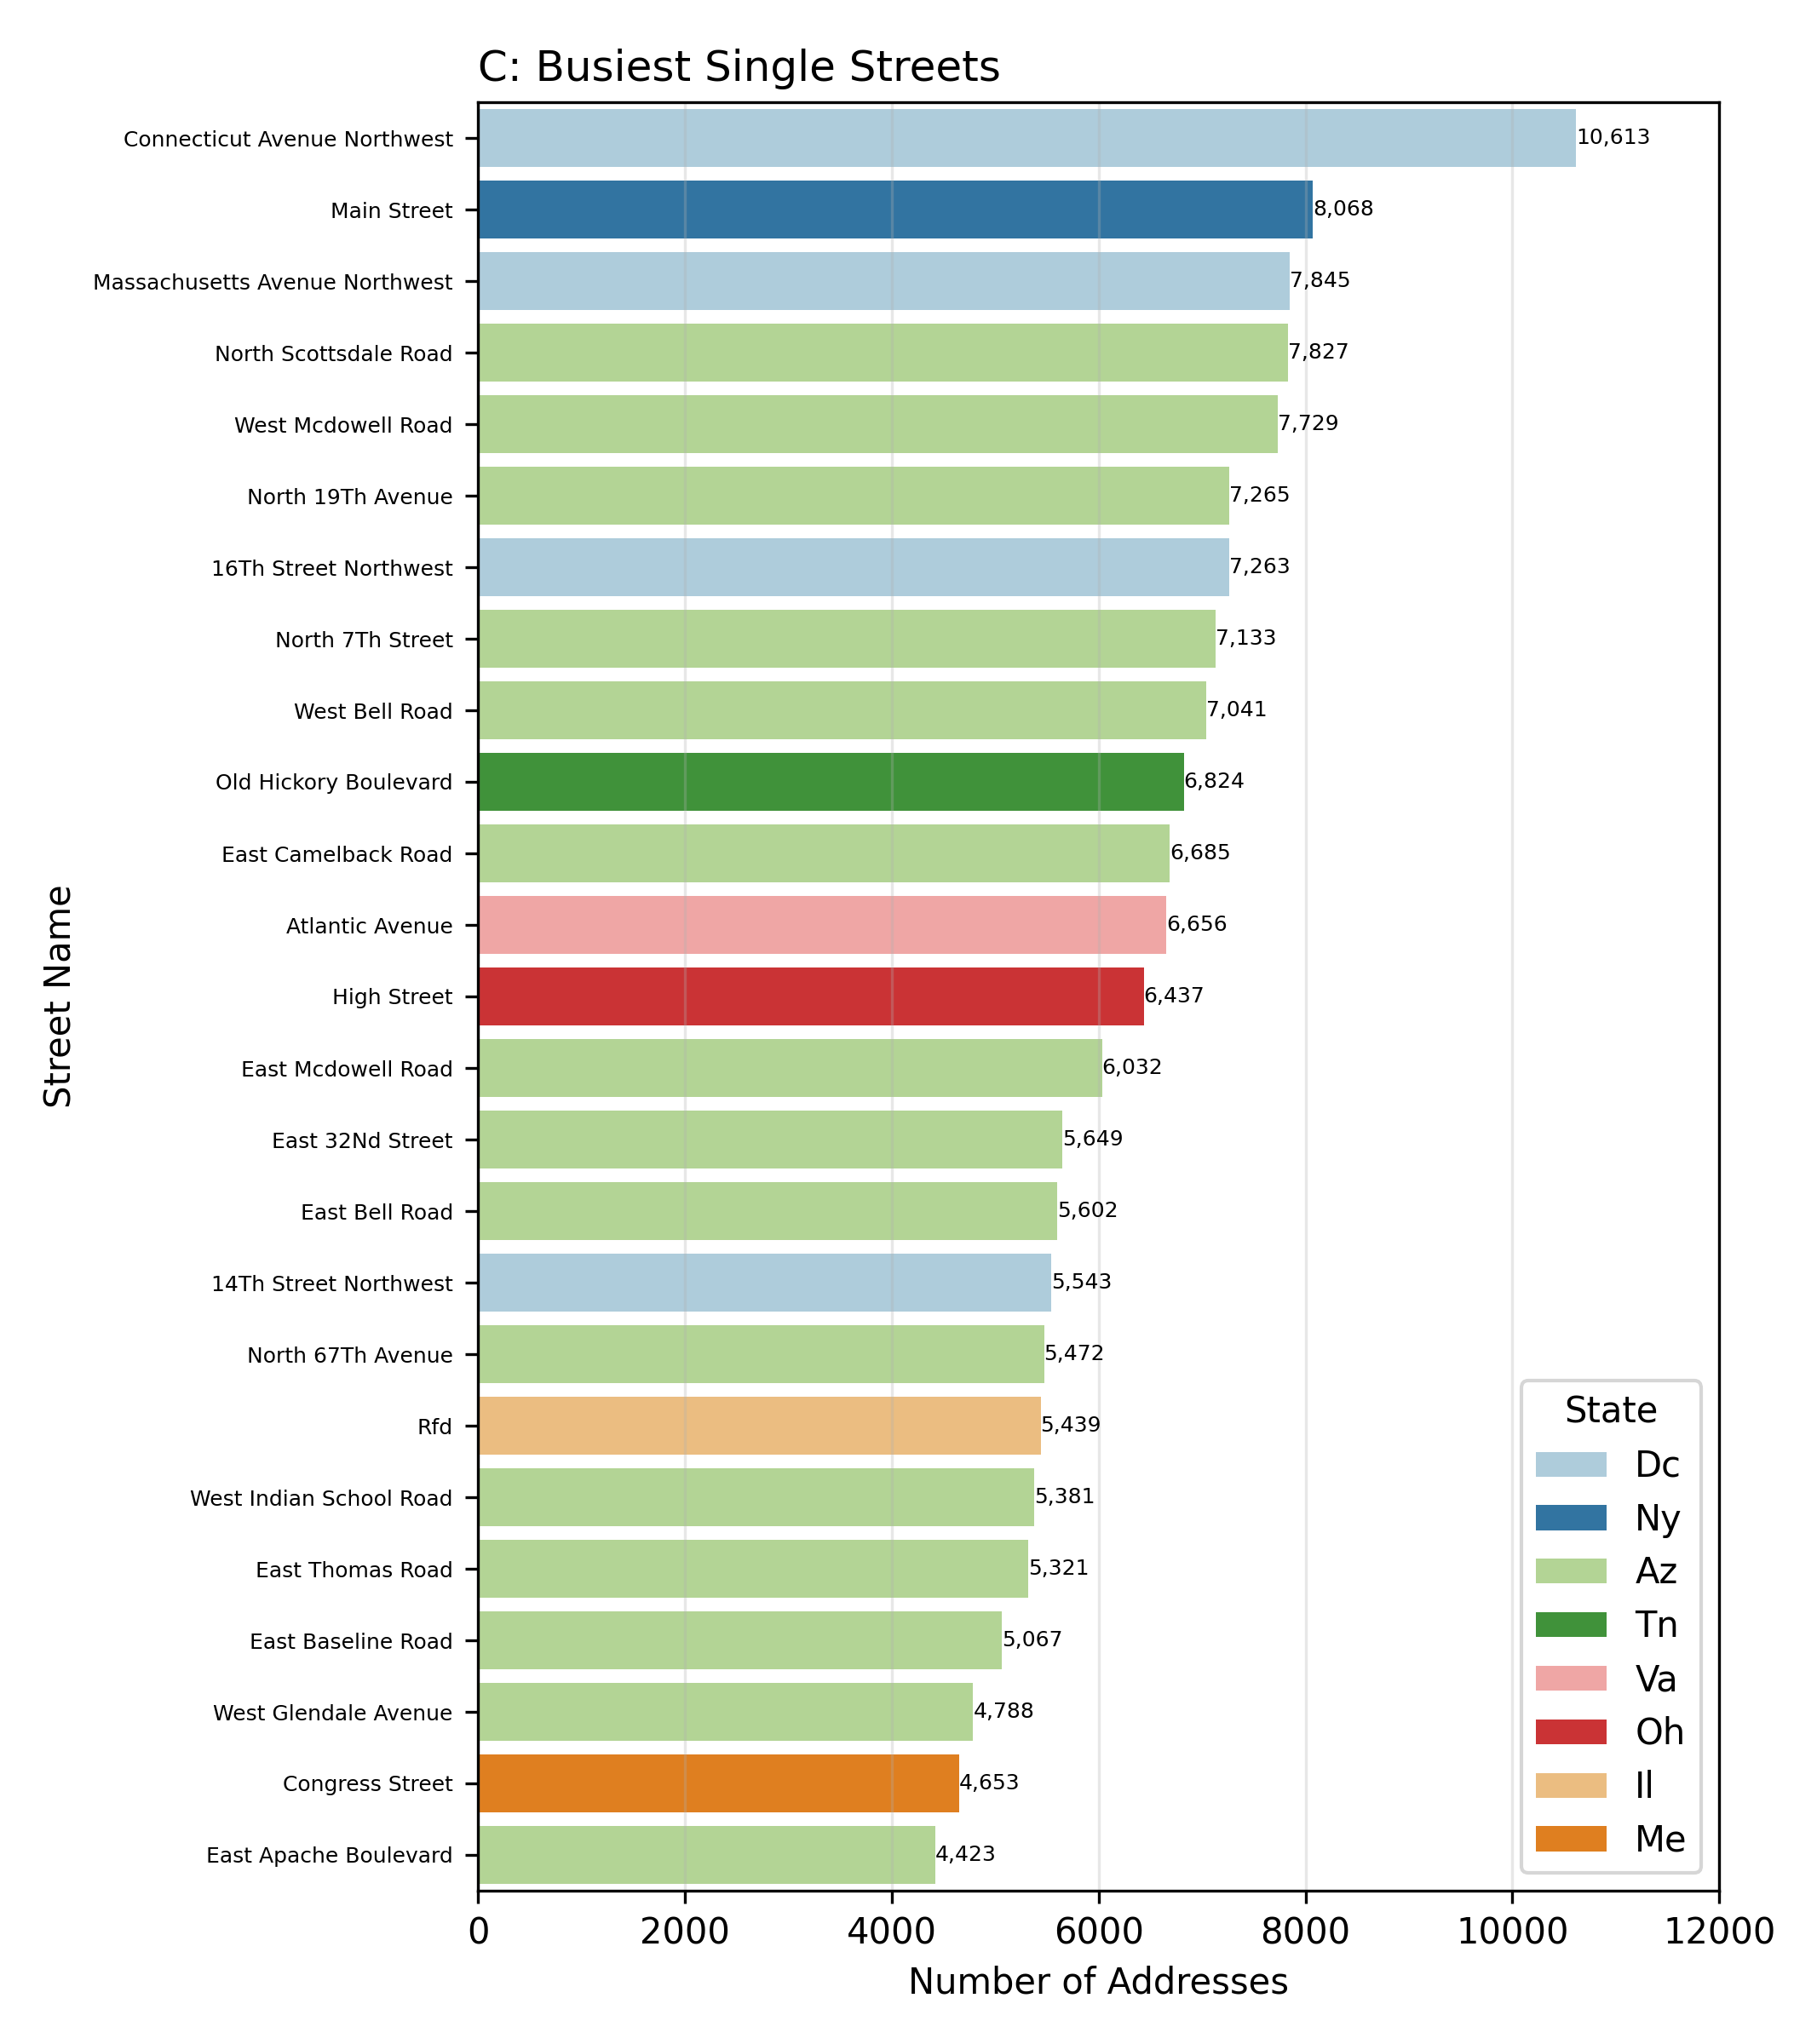 C: Busiest Single Streets
Connecticut Avenue Northwest 10,613
Main Street 8,068
Massachusetts Avenue Northwest 7,845
North Scottsdale Road 7,827
West Mcdowell Road 7,729
North 19Th Avenue 7,265
16Th Street Northwest 7,263
North 7Th Street 7,133
West Bell Road 7,041
Old Hickory Boulevard 6,824
East Camelback Road 6,685
Atlantic Avenue 6,656
High Street 6,437
East Mcdowell Road 6,032
East 32Nd Street 5,649
East Bell Road 5,602
14Th Street Northwest 5,543
North 67Th Avenue 5,472
Rfd 5,439
West Indian School Road 5,381
East Thomas Road 5,321
East Baseline Road 5,067
West Glendale Avenue 4,788
Congress Street 4,653
East Apache Boulevard 4,423
Street Name
State
Dc
Ny
Az
Tn
Va
Oh
Il
Me
0 2000 4000 6000 8000 10000 12000
Number of Addresses